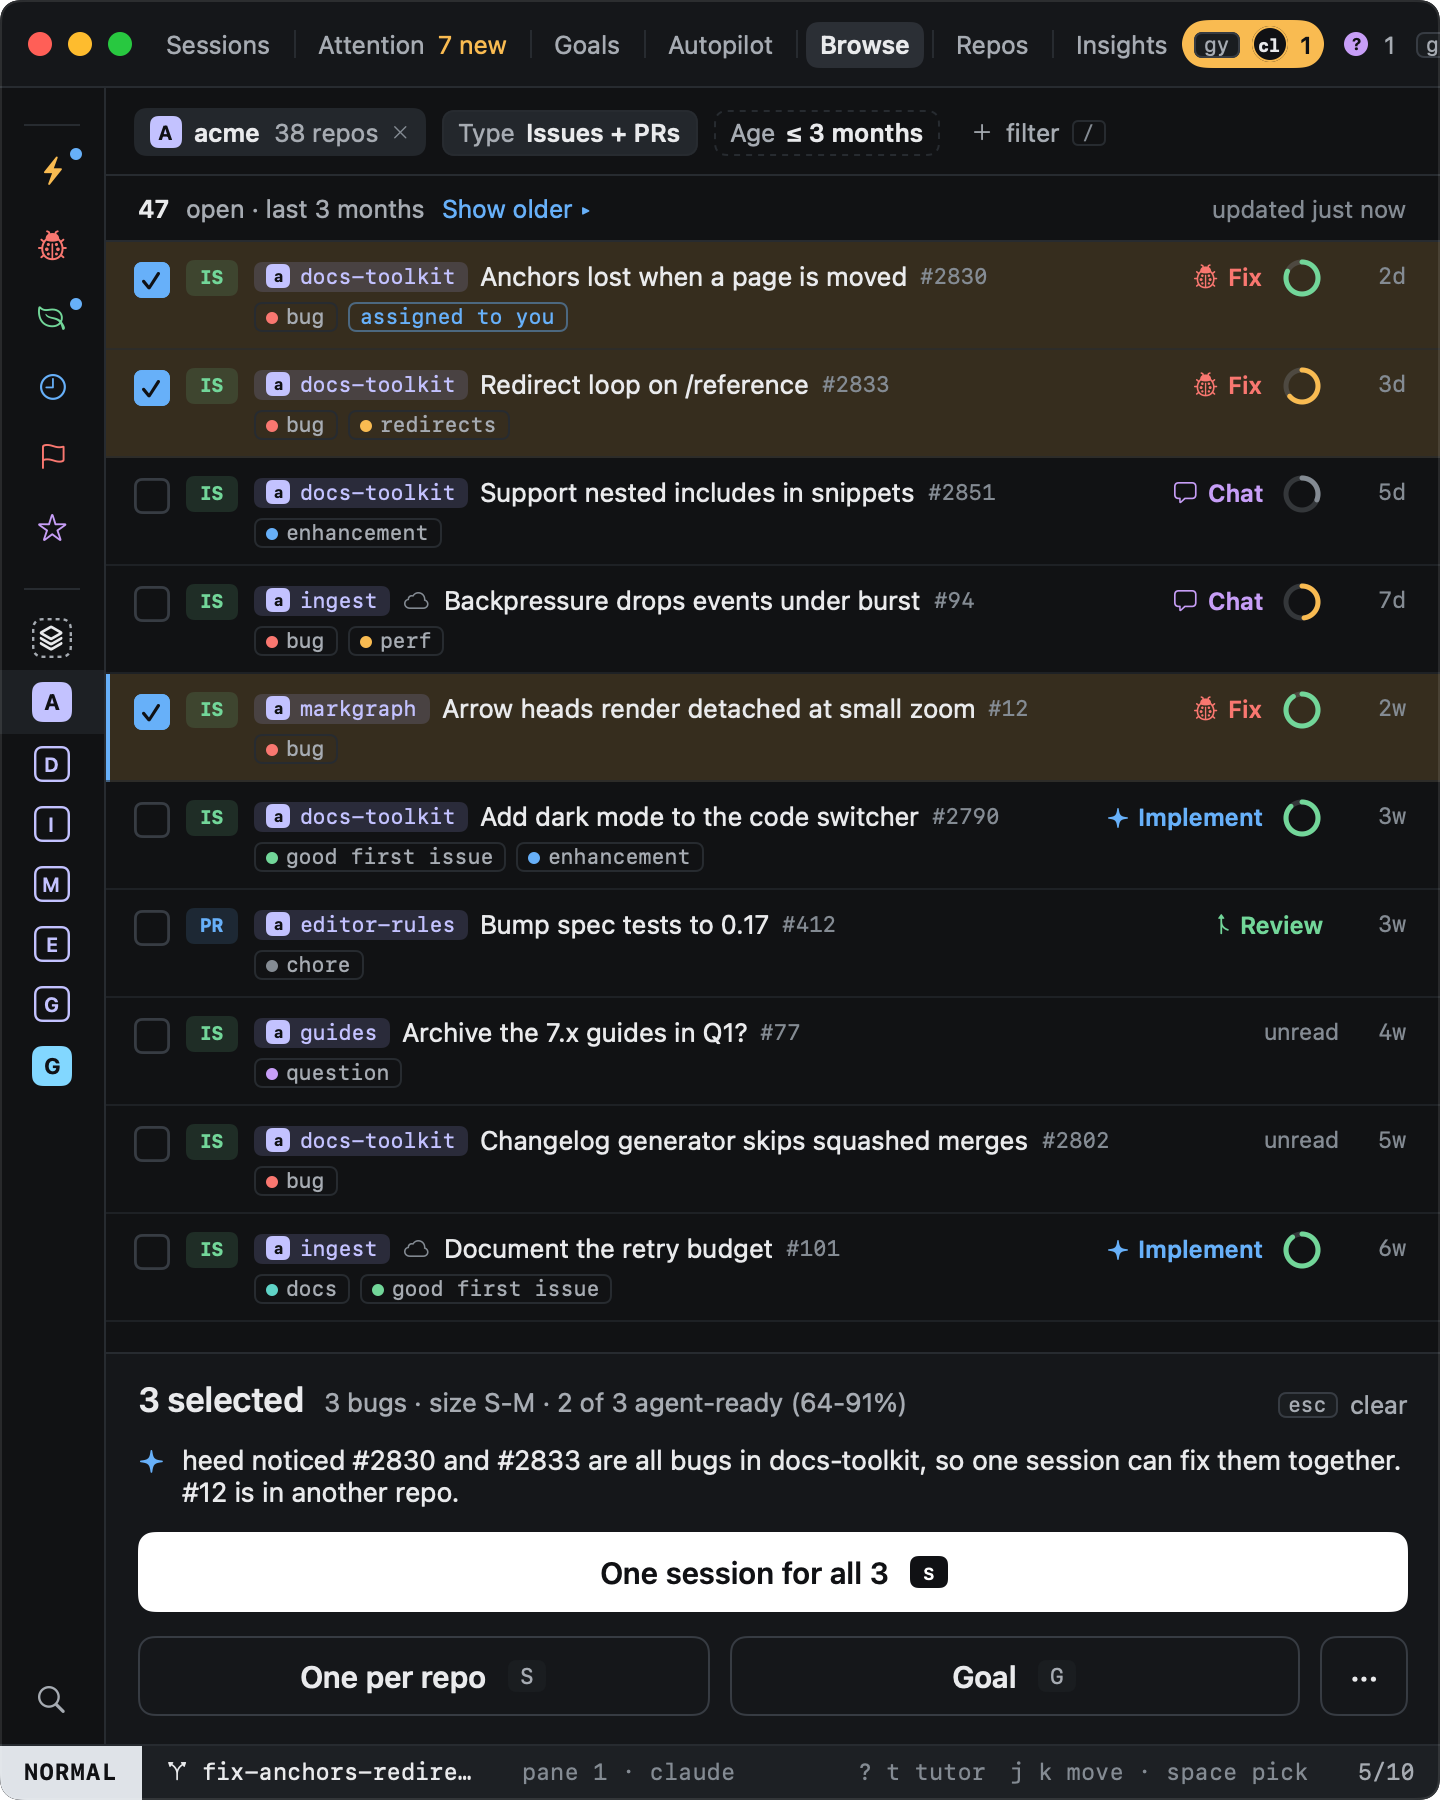 Sessions Attention 7 new Goals Autopilot Browse Repos Insights gy cl 1 ? 1
A acme 38 repos × Type Issues + PRs Age ≤ 3 months + filter /
47 open · last 3 months Show older ▸ updated just now
IS a docs-toolkit Anchors lost when a page is moved #2830 Fix 2d
bug assigned to you
IS a docs-toolkit Redirect loop on /reference #2833 Fix 3d
bug redirects
IS a docs-toolkit Support nested includes in snippets #2851 Chat 5d
enhancement
IS a ingest Backpressure drops events under burst #94 Chat 7d
bug perf
A
IS a markgraph Arrow heads render detached at small zoom #12 Fix 2w
bug
D
I
IS a docs-toolkit Add dark mode to the code switcher #2790 Implement 3w
good first issue enhancement
M
E
PR a editor-rules Bump spec tests to 0.17 #412 Review 3w
chore
G
IS a guides Archive the 7.x guides in Q1? #77 unread 4w
question
G
IS a docs-toolkit Changelog generator skips squashed merges #2802 unread 5w
bug
IS a ingest Document the retry budget #101 Implement 6w
docs good first issue
3 selected 3 bugs · size S-M · 2 of 3 agent-ready (64-91%) esc clear
heed noticed #2830 and #2833 are all bugs in docs-toolkit, so one session can fix them together.
#12 is in another repo.
One session for all 3 s
One per repo S Goal G ...
NORMAL fix-anchors-redire… pane 1 · claude ? t tutor j k move · space pick 5/10